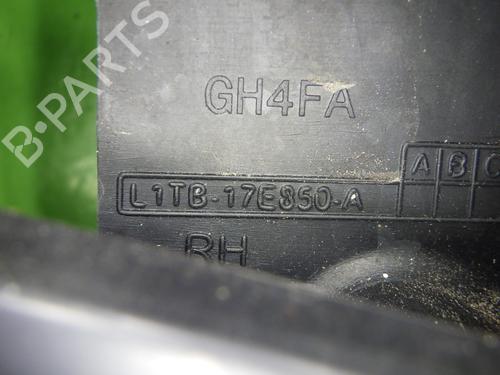 B-PARTS
GH4FA
A B C
L1TB-17E850-A
RH